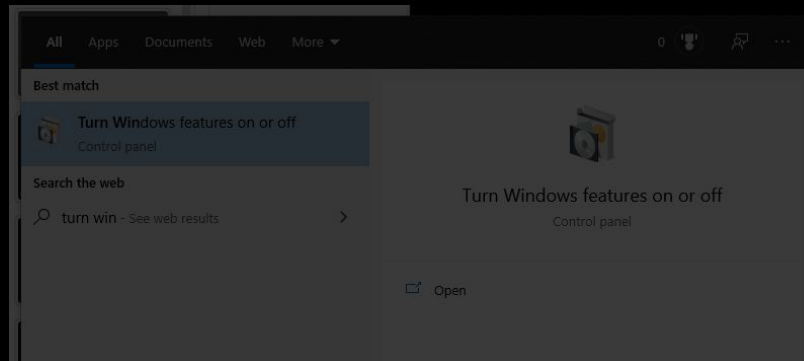 All Apps Documents Web More 0 ...
Best match
Turn Windows features on or off
Control panel
Search the web
turn win - See web results
Turn Windows features on or off
Control panel
Open